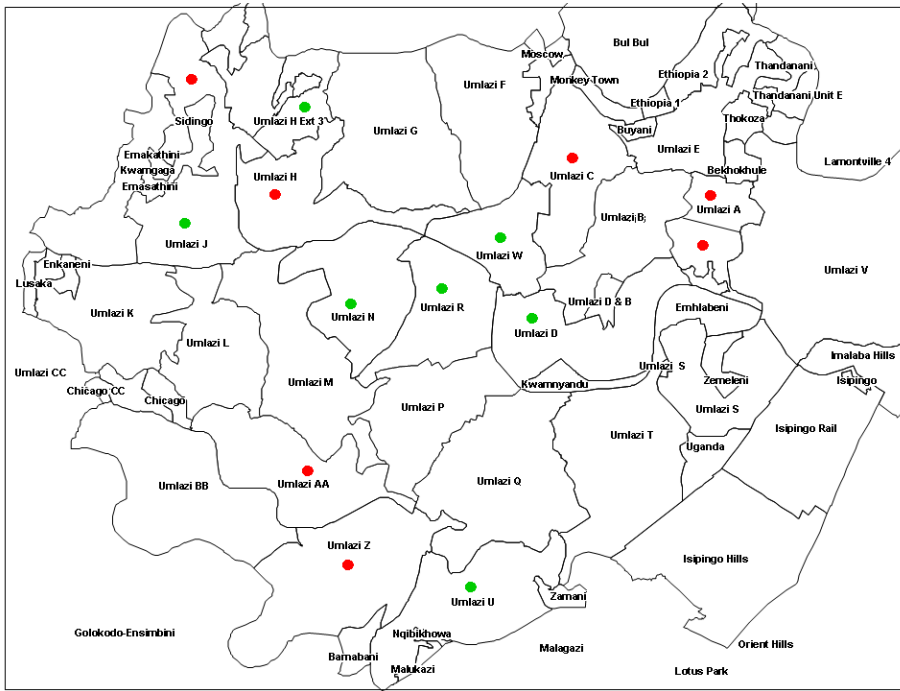 Bul Bul
Moscow
Thandanani
Monkey Town
Ethiopia 2
Umlazi F
Thandanani Unit E
Ethiopia 1
Sidingo
Umlazi H Ext 3
Thokoza
Umlazi G
Buyani
Umlazi E
Emakathini
Lamontville 4
Kwamgaga
Bekhokhule
Umlazi H
Umlazi C
Emasathini
Umlazi A
Umlazi B
Umlazi J
Umlazi W
Enkaneni
Umlazi V
Lusaka
Umlazi D & B
Emhlabeni
Umlazi K
Umlazi N
Umlazi R
Umlazi D
Umlazi L
Imalaba Hills
Umlazi S
Umlazi CC
Zemeleni
Isipingo
Kwamnyandu
Umlazi M
Chicago CC
Chicago
Umlazi P
Umlazi S
Isipingo Rail
Umlazi T
Uganda
Umlazi BB
Umlazi AA
Umlazi Q
Umlazi Z
Isipingo Hills
Zamani
Umlazi U
Golokodo-Ensimbini
Nqibikhowa
Orient Hills
Malagazi
Barnabani
Malukazi
Lotus Park